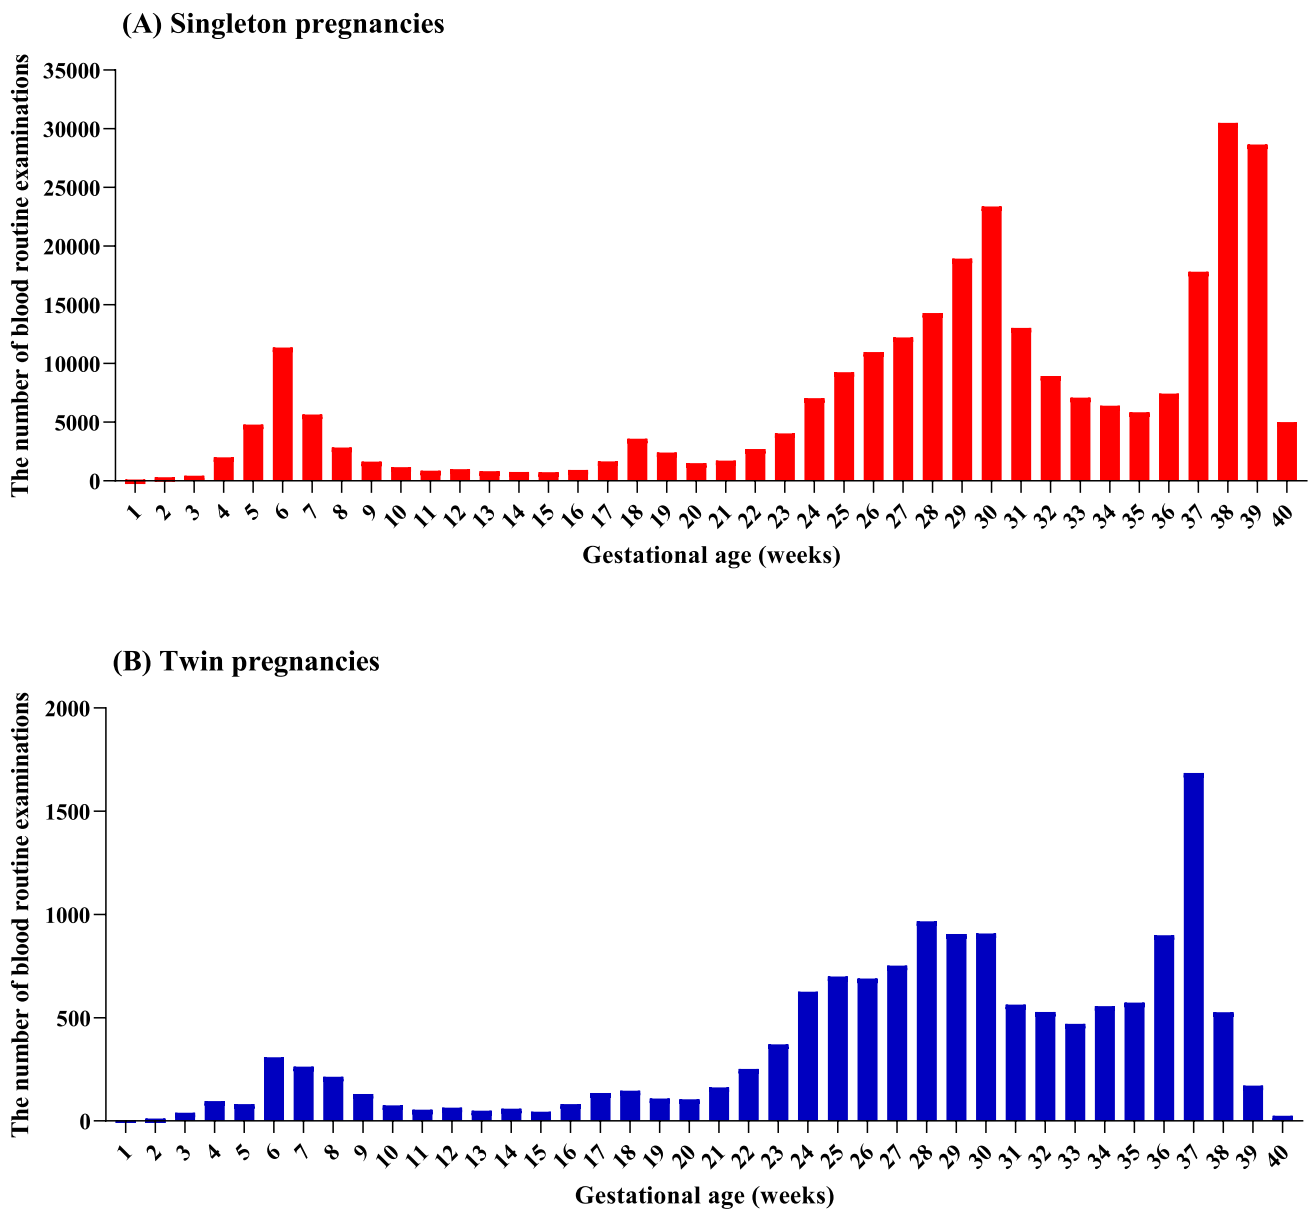 (A) Singleton pregnancies
The number of blood routine examinations
35000
30000
25000
20000
15000
10000
5000
0
1 2 3 4 5 6 7 8 9 10 11 12 13 14 15 16 17 18 19 20 21 22 23 24 25 26 27 28 29 30 31 32 33 34 35 36 37 38 39 40
Gestational age (weeks)
(B) Twin pregnancies
The number of blood routine examinations
2000
1500
1000
500
0
1 2 3 4 5 6 7 8 9 10 11 12 13 14 15 16 17 18 19 20 21 22 23 24 25 26 27 28 29 30 31 32 33 34 35 36 37 38 39 40
Gestational age (weeks)